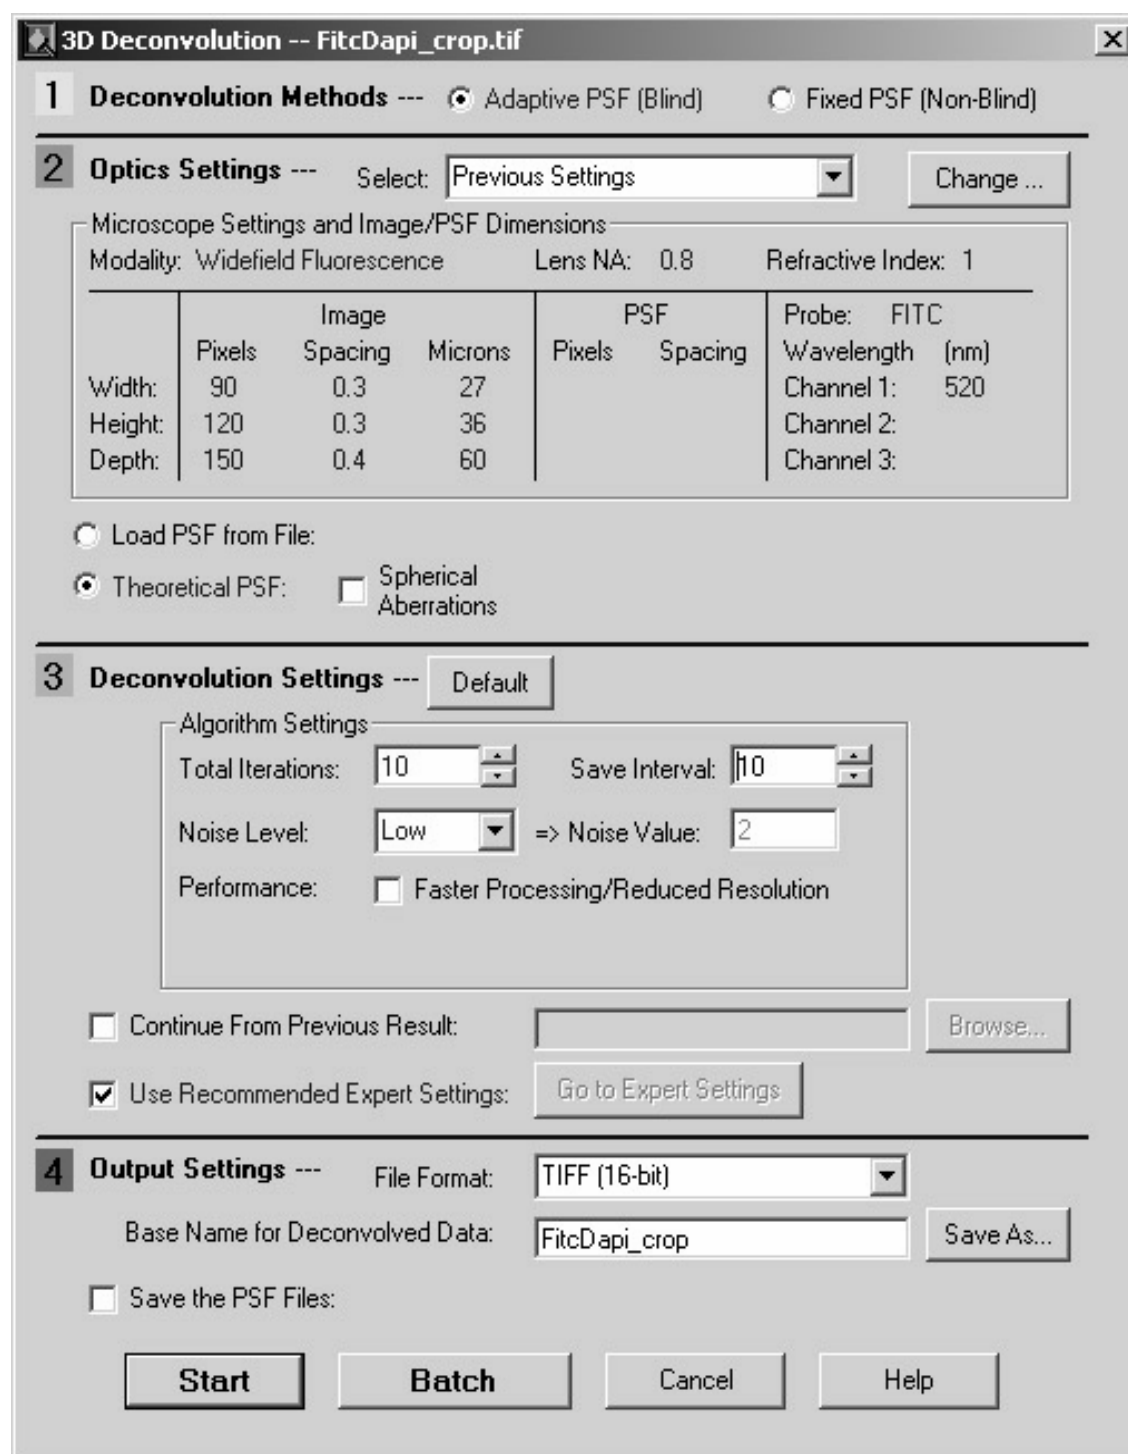 3D Deconvolution -- FitcDapi_crop.tif
1 Deconvolution Methods --- Adaptive PSF (Blind) Fixed PSF (Non-Blind)
2 Optics Settings --- Select: Previous Settings Change ...
Microscope Settings and Image/PSF Dimensions
Modality: Widefield Fluorescence Lens NA: 0.8 Refractive Index: 1
Image PSF Probe: FITC
Pixels Spacing Microns Pixels Spacing Wavelength (nm)
Width: 90 0.3 27 Channel 1: 520
Height: 120 0.3 36 Channel 2:
Depth: 150 0.4 60 Channel 3:
Load PSF from File:
Theoretical PSF: Spherical
Aberrations
3 Deconvolution Settings --- Default
Algorithm Settings
Total Iterations: 10 Save Interval: 10
Noise Level: Low => Noise Value: 2
Performance: Faster Processing/Reduced Resolution
Continue From Previous Result: Browse...
Use Recommended Expert Settings: Go to Expert Settings
4 Output Settings --- File Format: TIFF (16-bit)
Base Name for Deconvolved Data: FitcDapi_crop Save As...
Save the PSF Files:
Start Batch Cancel Help